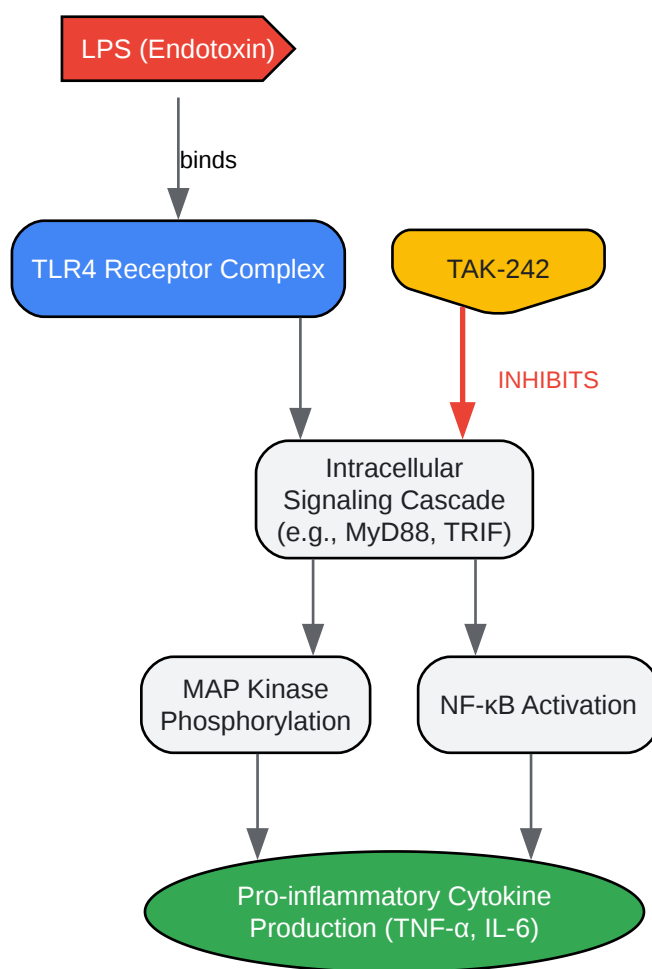 LPS (Endotoxin)
binds
TLR4 Receptor Complex
TAK-242
INHIBITS
Intracellular
Signaling Cascade
(e.g., MyD88, TRIF)
MAP Kinase
Phosphorylation
NF-κB Activation
Pro-inflammatory Cytokine
Production (TNF-α, IL-6)